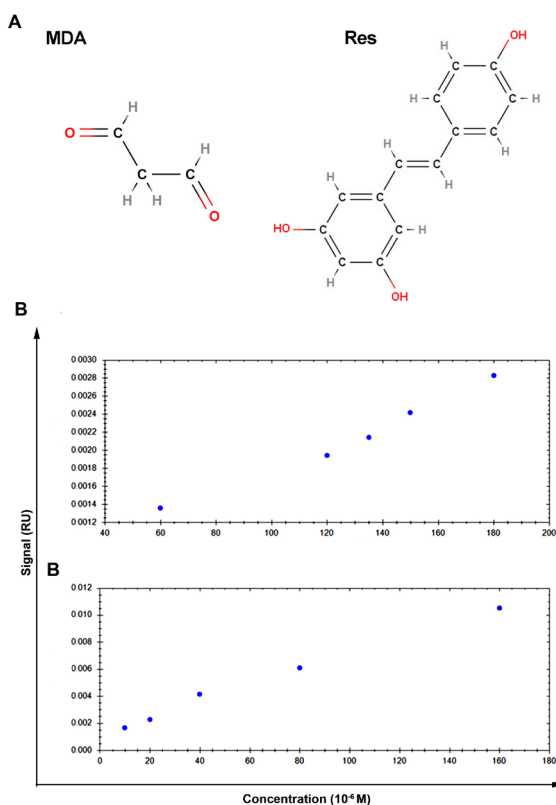 A
MDA
Res
H
O
C
H
C
C
H
H
C
O
OH
H
C
H
C
C
C
C
H
C
H
H
C
H
C
H
C
H
C
C
HO
C
C
H
H
C
C
OH
B
0.0030
0.0028
0.0026
0.0024
0.0022
0.0020
0.0018
0.0016
0.0014
0.0012
40 60 80 100 120 140 160 180 200
Signal (RU)
B
0.012
0.010
0.008
0.006
0.004
0.002
0.000
0 20 40 60 80 100 120 140 160 180
Concentration (10⁻⁶ M)